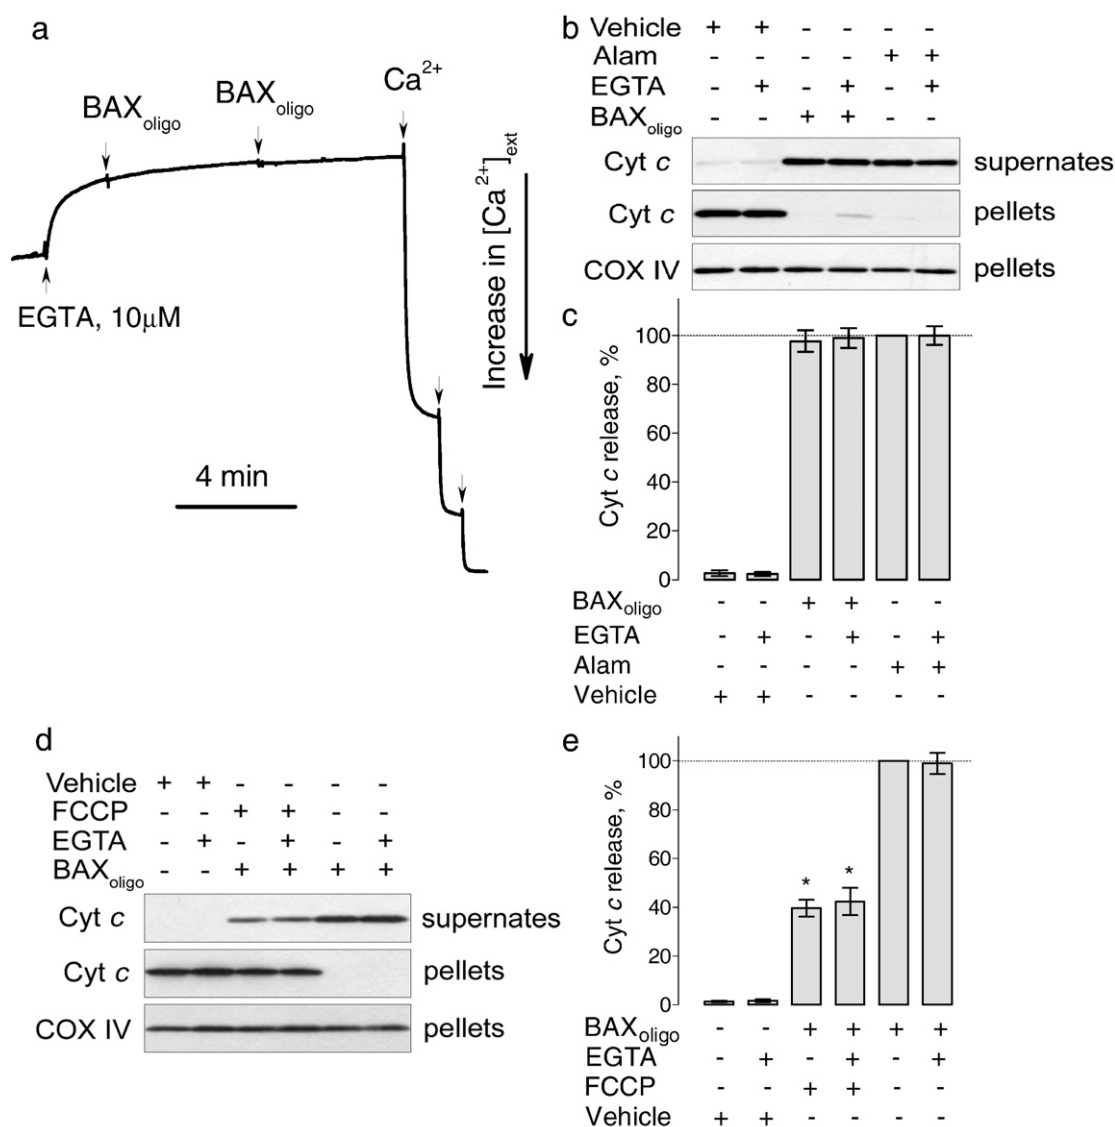 a
BAXoligo
BAXoligo
Ca2+
EGTA, 10μM
4 min
Increase in [Ca2+]ext
b
Vehicle + + - - - -
Alam - - - - + +
EGTA - + - + - +
BAXoligo - - + + - -
Cyt c supernates
Cyt c pellets
COX IV pellets
c
Cyt c release, %
100
80
60
40
20
0
BAXoligo - - + + - -
EGTA - + - + - +
Alam - - - - + +
Vehicle + + - - - -
d
Vehicle + + - - - -
FCCP - - + + - -
EGTA - + - + - +
BAXoligo - - + + + +
Cyt c supernates
Cyt c pellets
COX IV pellets
e
Cyt c release, %
100
80
60
40
20
0
* *
BAXoligo - - + + + +
EGTA - + - + - +
FCCP - - + + - -
Vehicle + + - - - -